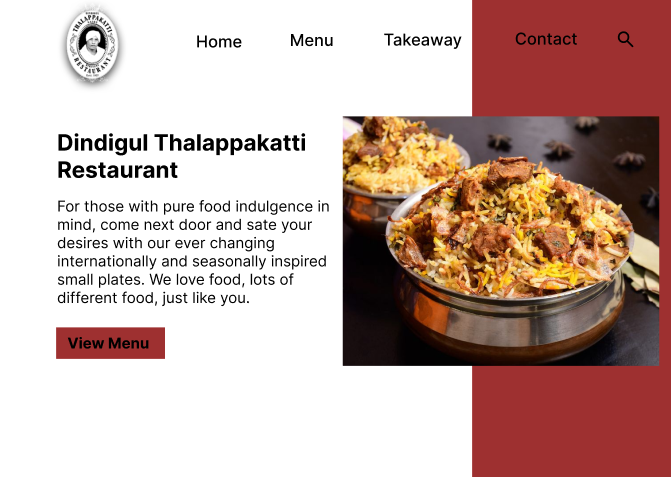 THALAPPAKATTI
RESTAURANT
Home
Menu
Takeaway
Contact
Dindigul Thalappakatti
Restaurant
For those with pure food indulgence in
mind, come next door and sate your
desires with our ever changing
internationally and seasonally inspired
small plates. We love food, lots of
different food, just like you.
View Menu